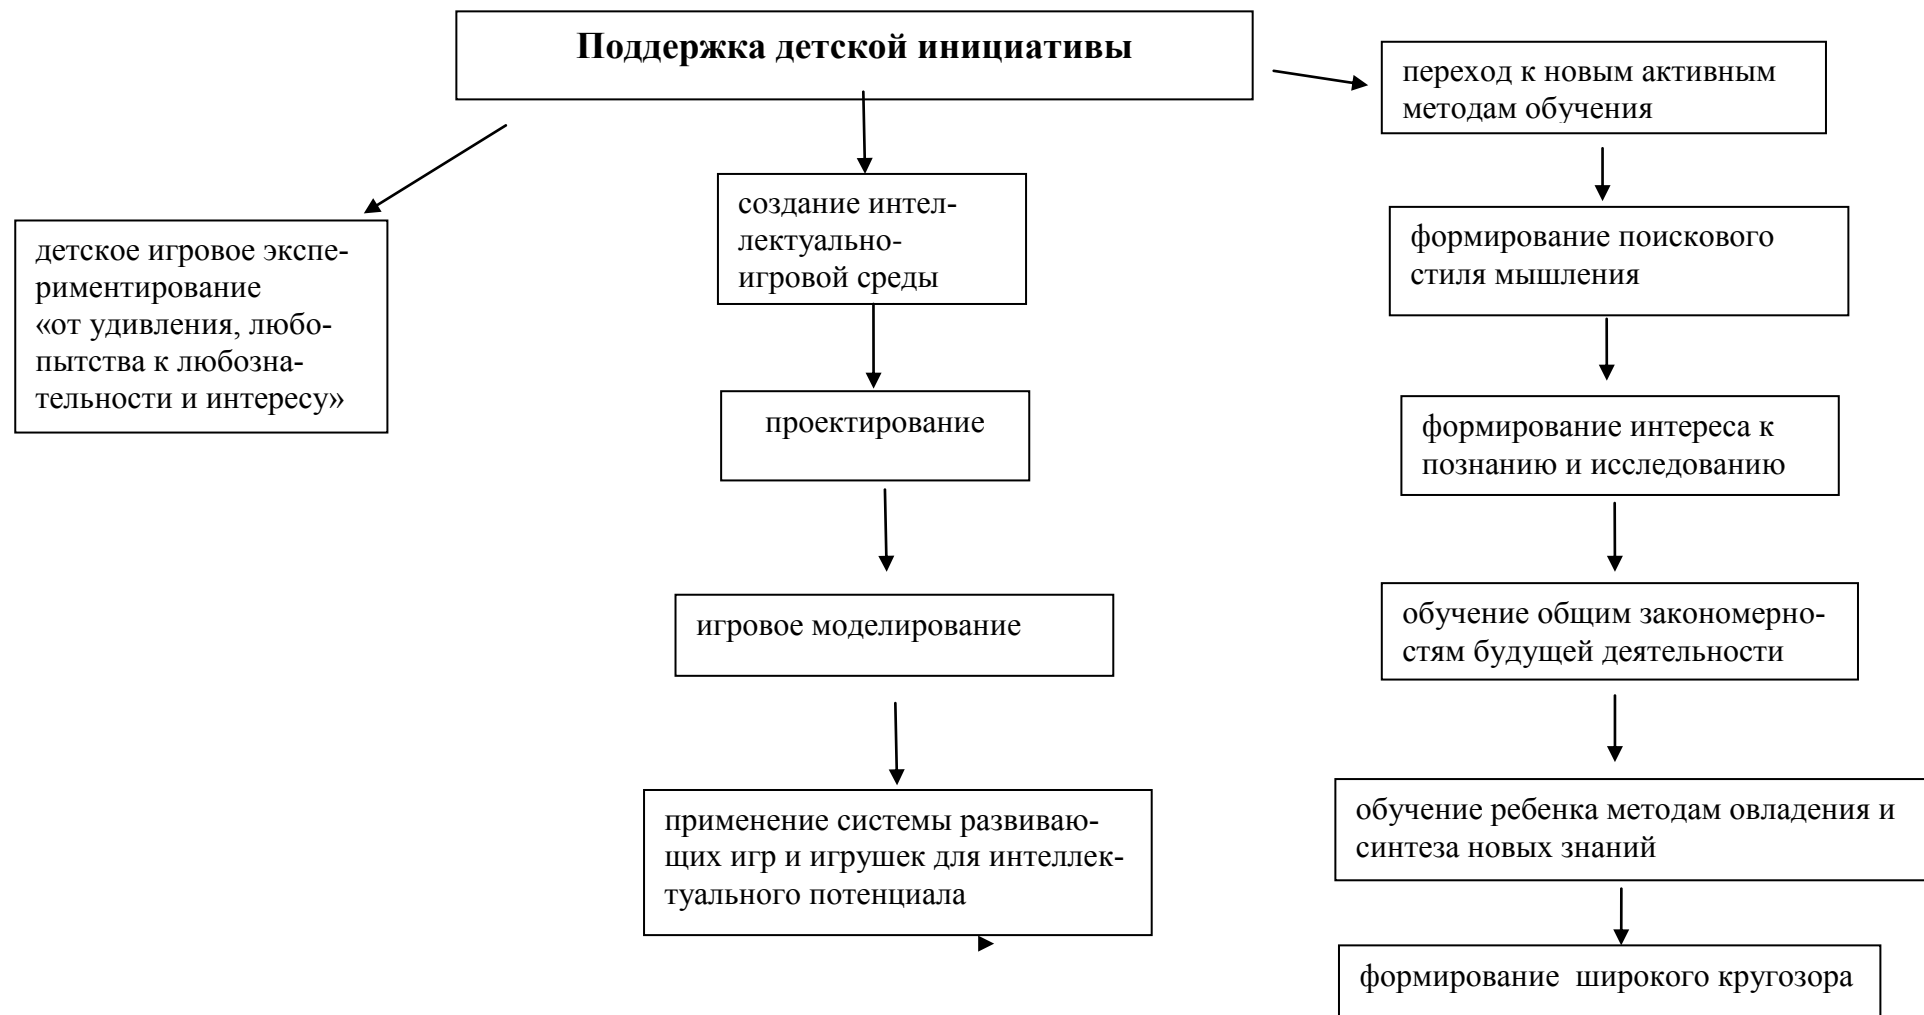 Поддержка детской инициативы
детское игровое экспе-
риментирование
«от удивления, любо-
пытства к любозна-
тельности и интересу»
создание интел-
лектуально-
игровой среды
проектирование
игровое моделирование
применение системы развиваю-
щих игр и игрушек для интеллек-
туального потенциала
переход к новым активным
методам обучения
формирование поискового
стиля мышления
формирование интереса к
познанию и исследованию
обучение общим закономерно-
стям будущей деятельности
обучение ребенка методам овладения и
синтеза новых знаний
формирование широкого кругозора